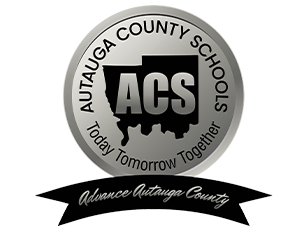 AUTAUGA COUNTY SCHOOLS
ACS
Today Tomorrow Together
Advance Autauga County